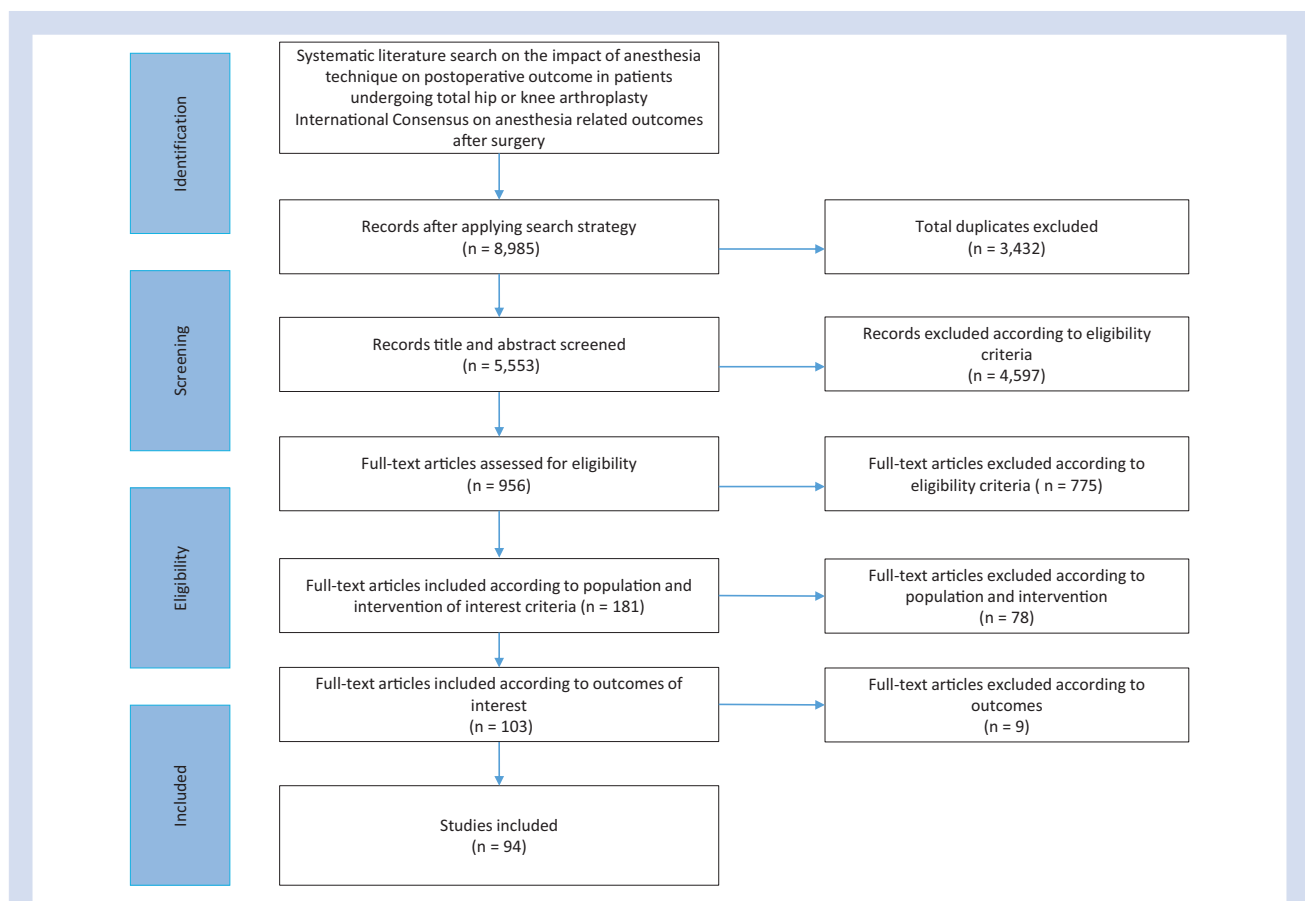 Identification
Systematic literature search on the impact of anesthesia
technique on postoperative outcome in patients
undergoing total hip or knee arthroplasty
International Consensus on anesthesia related outcomes
after surgery
Records after applying search strategy
(n = 8,985)
Total duplicates excluded
(n = 3,432)
Screening
Records title and abstract screened
(n = 5,553)
Records excluded according to eligibility
criteria
(n = 4,597)
Full-text articles assessed for eligibility
(n = 956)
Full-text articles excluded according to
eligibility criteria ( n = 775)
Eligibility
Full-text articles included according to population and
intervention of interest criteria (n = 181)
Full-text articles excluded according to
population and intervention
(n = 78)
Full-text articles included according to outcomes of
interest
(n = 103)
Full-text articles excluded according to
outcomes
(n = 9)
Included
Studies included
(n = 94)